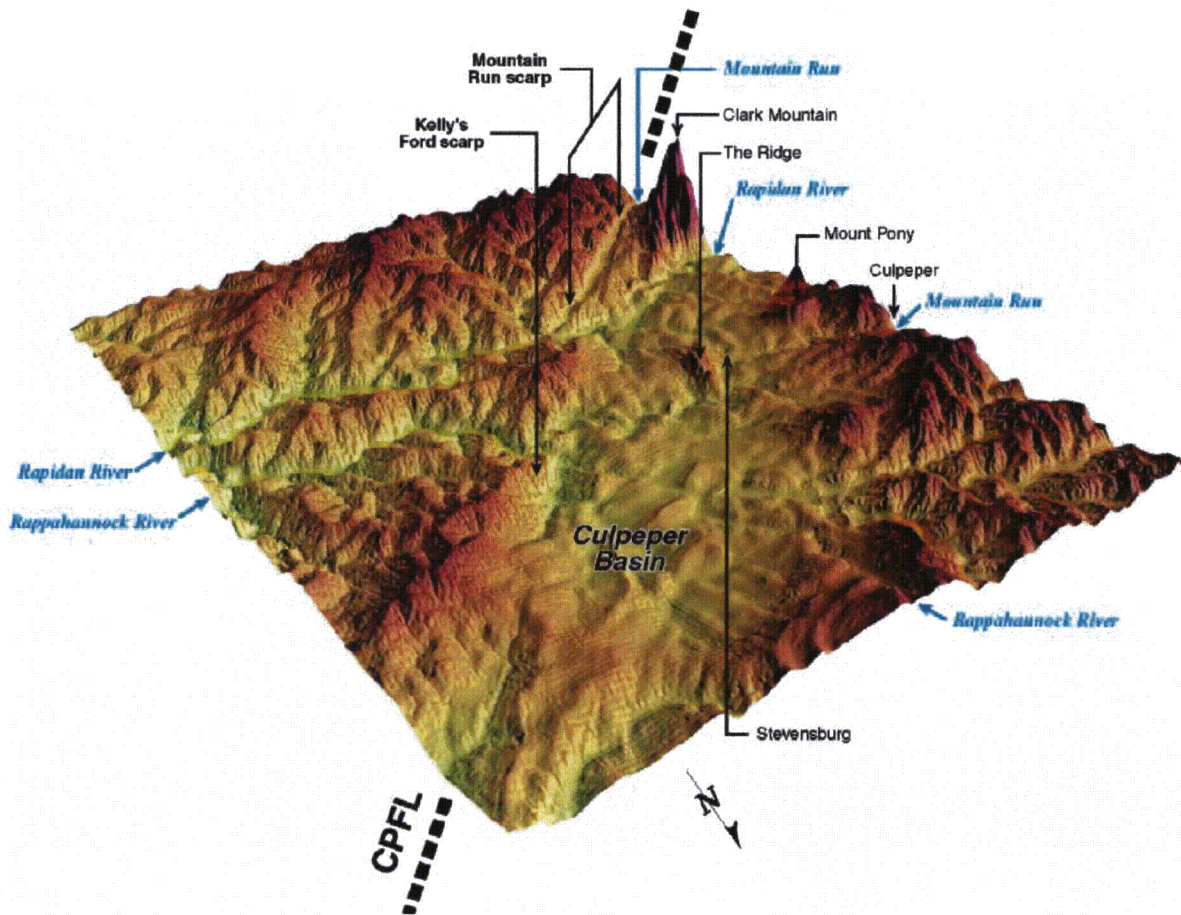 Mountain
Run scarp
Mountain Run
Kelly's
Ford scarp
Clark Mountain
The Ridge
Rapidan River
Mount Pony
Culpeper
Mountain Run
Rapidan River
Rappahannock River
Culpeper
Basin
Rappahannock River
Stevensburg
CPFL
N